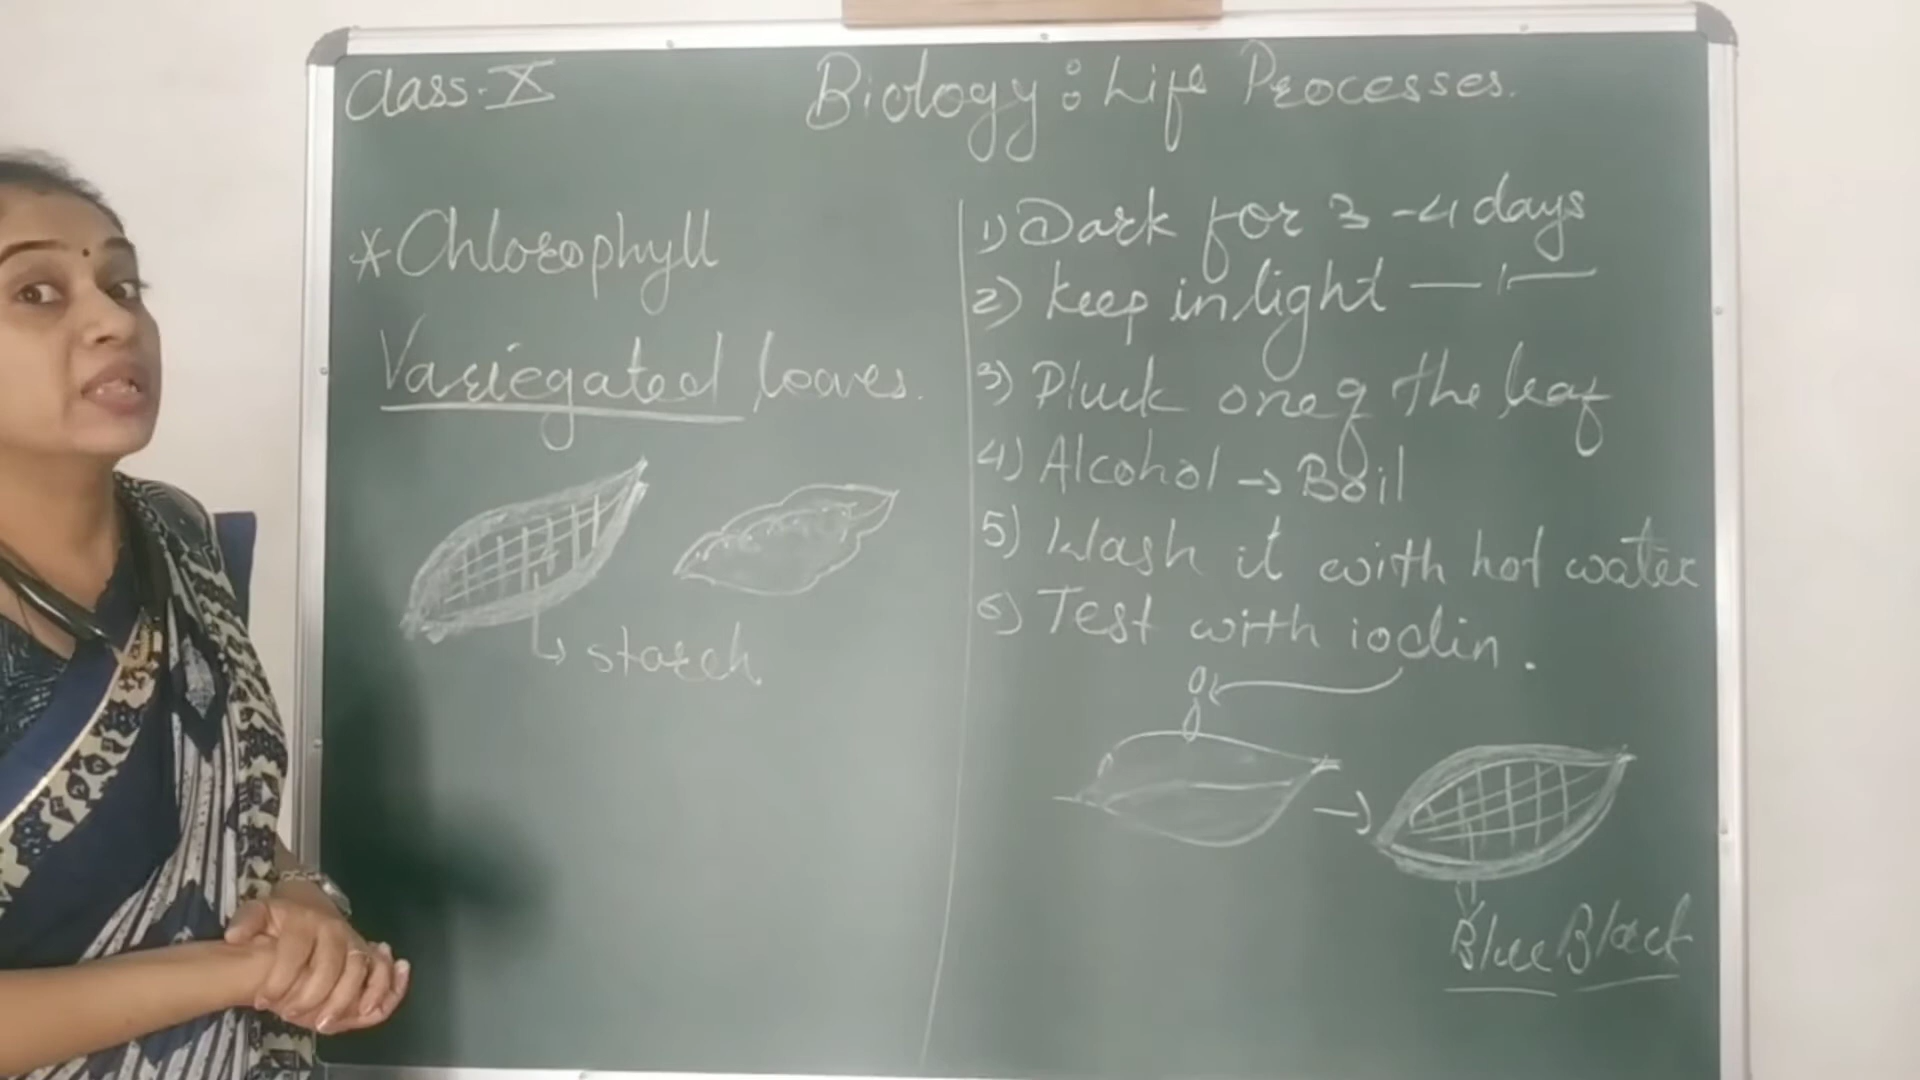 Class-X
Biology: Life Processes.
*Chlorophyll
Variegated leaves.
starch
1) Dark for 3-4 days
2) Keep in light — 11 —
3) Pluck one of the leaf
4) Alcohol → Boil
5) Wash it with hot water
6) Test with iodin.
Blue Black